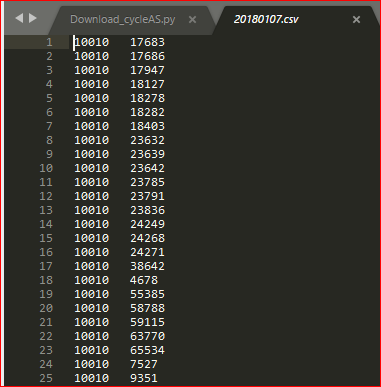 Download_cycleAS.py × 20180107.csv ×
1 10010 17683
2 10010 17686
3 10010 17947
4 10010 18127
5 10010 18278
6 10010 18282
7 10010 18403
8 10010 23632
9 10010 23639
10 10010 23642
11 10010 23785
12 10010 23791
13 10010 23836
14 10010 24249
15 10010 24268
16 10010 24271
17 10010 38642
18 10010 4678
19 10010 55385
20 10010 58788
21 10010 59115
22 10010 63770
23 10010 65534
24 10010 7527
25 10010 9351